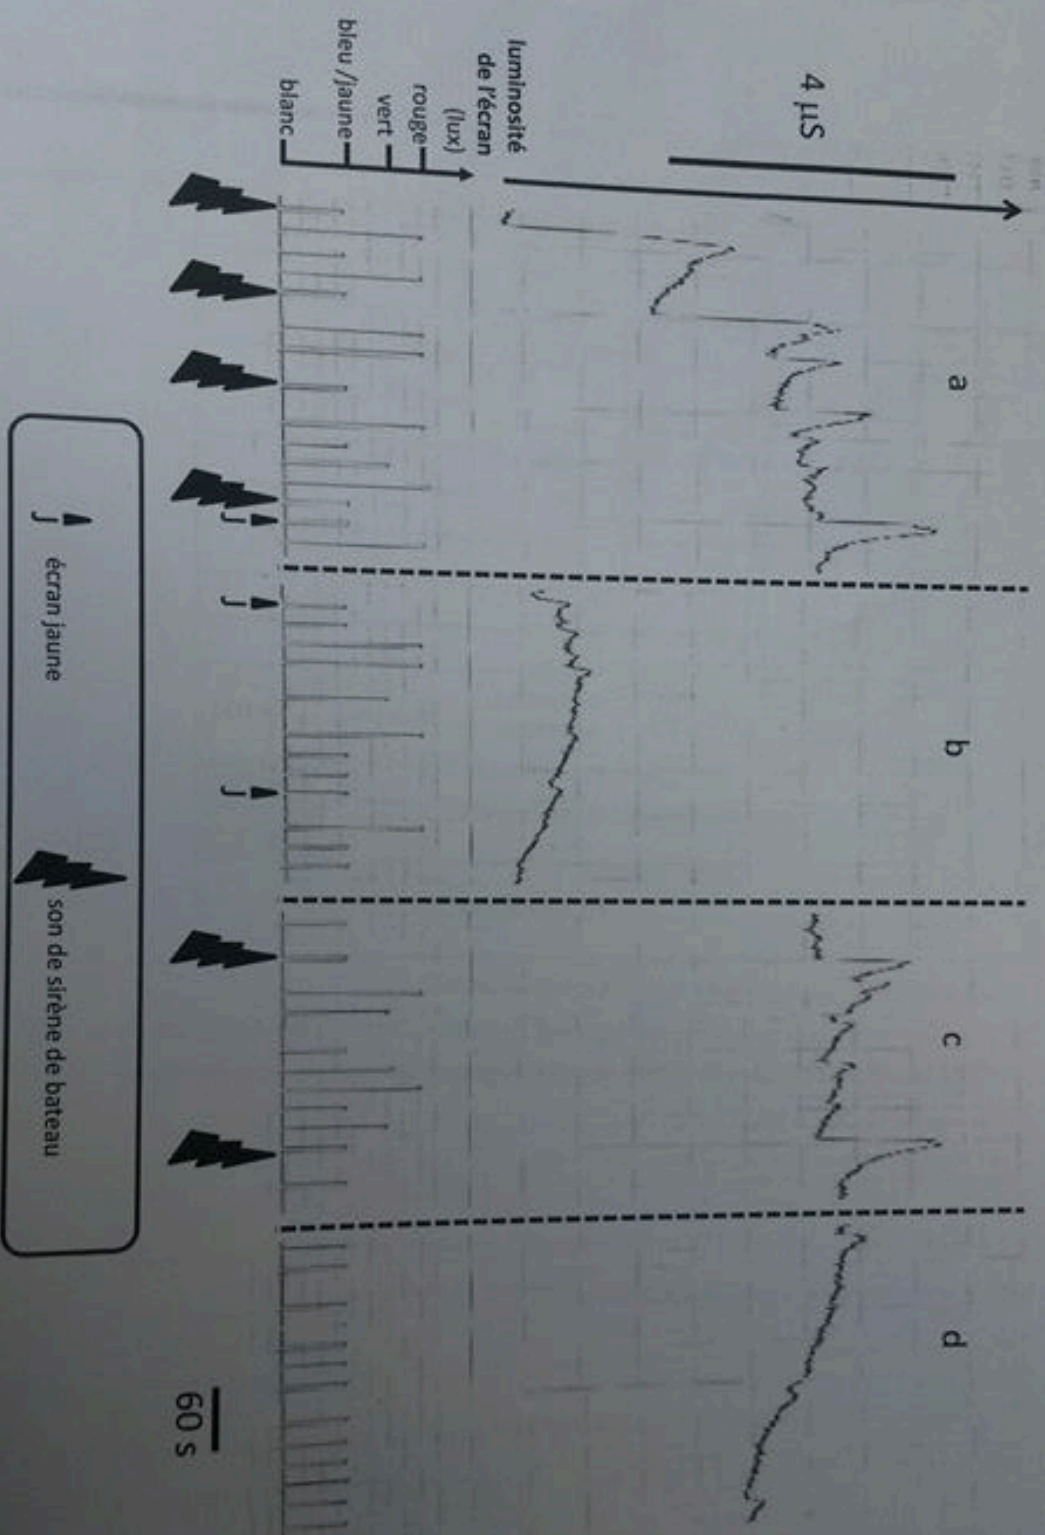 4 µS
a
b
c
d
luminosité
de l'écran
(lux)
rouge
vert
bleu /jaune
blanc
J
J
J
60 s
J écran jaune
son de sirène de bateau